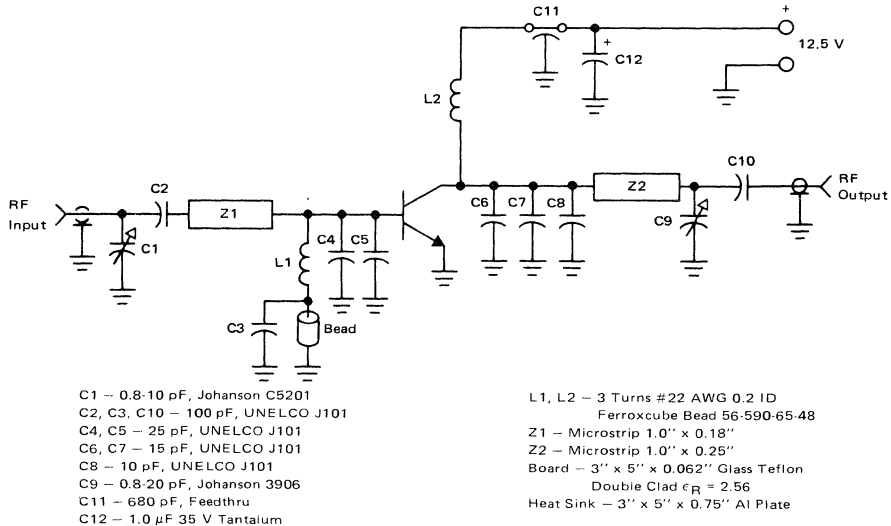 C11
+
+
12.5 V
C12
L2
RF
Input
C2
Z1
C1
L1
C4
C5
C3
Bead
C6
C7
C8
Z2
C9
C10
RF
Output
C1 – 0.8-10 pF, Johanson C5201
C2, C3, C10 – 100 pF, UNELCO J101
C4, C5 – 25 pF, UNELCO J101
C6, C7 – 15 pF, UNELCO J101
C8 – 10 pF, UNELCO J101
C9 – 0.8-20 pF, Johanson 3906
C11 – 680 pF, Feedthru
C12 – 1.0 μF 35 V Tantalum
L1, L2 – 3 Turns #22 AWG 0.2 ID
Ferroxcube Bead 56-590-65-48
Z1 – Microstrip 1.0'' x 0.18''
Z2 – Microstrip 1.0'' x 0.25''
Board – 3'' x 5'' x 0.062'' Glass Teflon
Double Clad εR = 2.56
Heat Sink – 3'' x 5'' x 0.75'' Al Plate